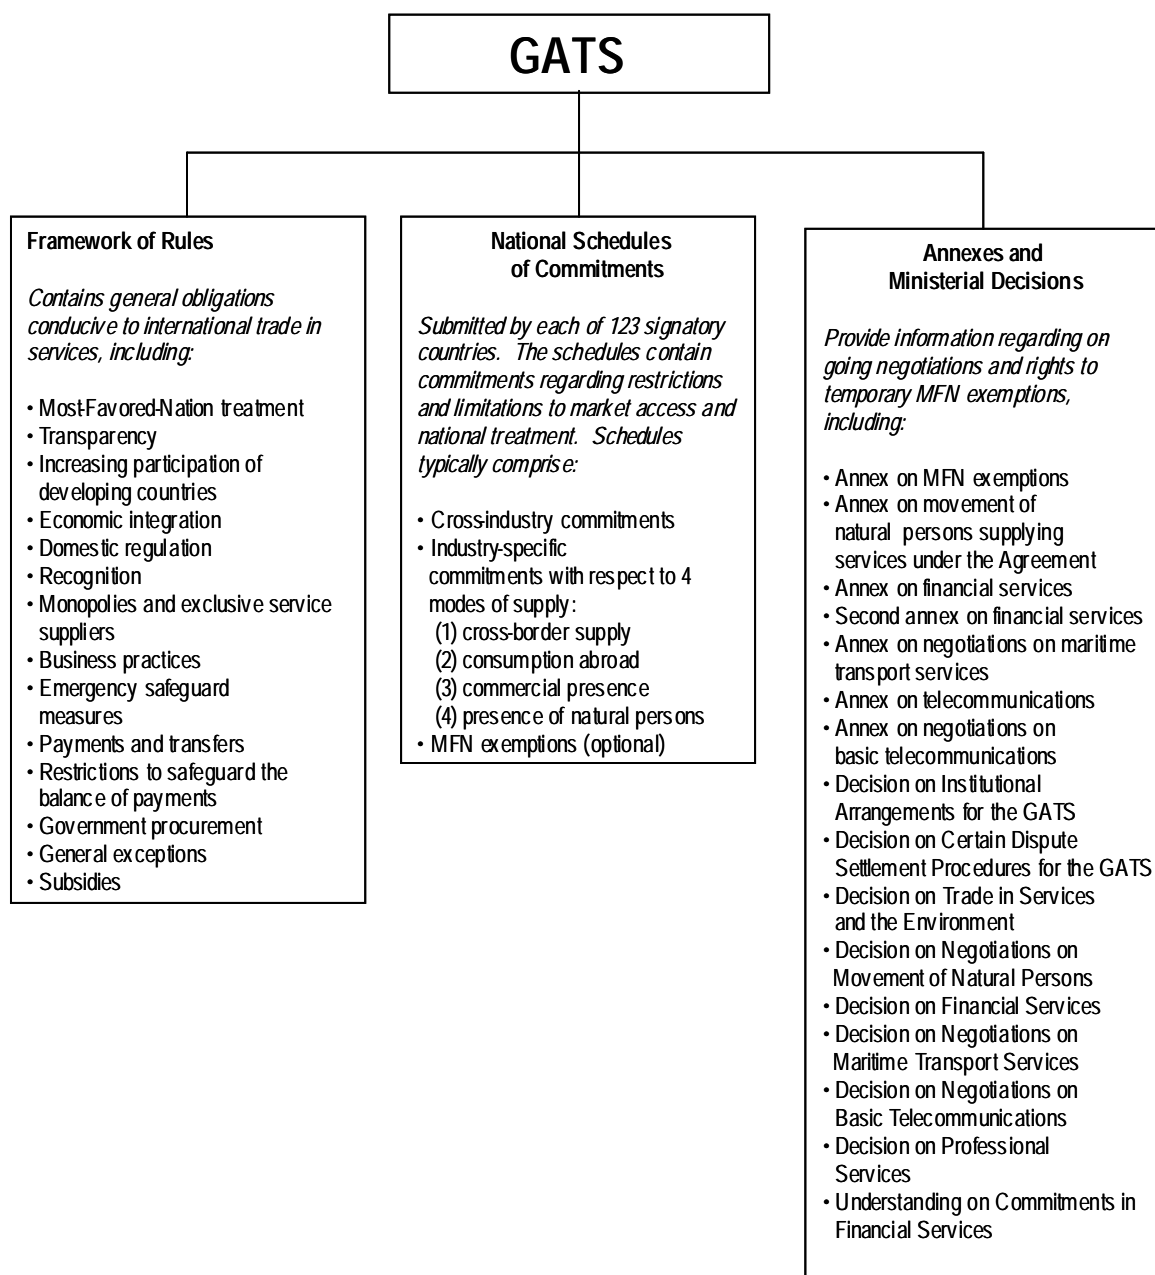 GATS
Framework of Rules
Contains general obligations
conducive to international trade in
services, including:
• Most-Favored-Nation treatment
• Transparency
• Increasing participation of
developing countries
• Economic integration
• Domestic regulation
• Recognition
• Monopolies and exclusive service
suppliers
• Business practices
• Emergency safeguard
measures
• Payments and transfers
• Restrictions to safeguard the
balance of payments
• Government procurement
• General exceptions
• Subsidies
National Schedules
of Commitments
Submitted by each of 123 signatory
countries. The schedules contain
commitments regarding restrictions
and limitations to market access and
national treatment. Schedules
typically comprise:
• Cross-industry commitments
• Industry-specific
commitments with respect to 4
modes of supply:
(1) cross-border supply
(2) consumption abroad
(3) commercial presence
(4) presence of natural persons
• MFN exemptions (optional)
Annexes and
Ministerial Decisions
Provide information regarding on-
going negotiations and rights to
temporary MFN exemptions,
including:
• Annex on MFN exemptions
• Annex on movement of
natural persons supplying
services under the Agreement
• Annex on financial services
• Second annex on financial services
• Annex on negotiations on maritime
transport services
• Annex on telecommunications
• Annex on negotiations on
basic telecommunications
• Decision on Institutional
Arrangements for the GATS
• Decision on Certain Dispute
Settlement Procedures for the GATS
• Decision on Trade in Services
and the Environment
• Decision on Negotiations on
Movement of Natural Persons
• Decision on Financial Services
• Decision on Negotiations on
Maritime Transport Services
• Decision on Negotiations on
Basic Telecommunications
• Decision on Professional
Services
• Understanding on Commitments in
Financial Services